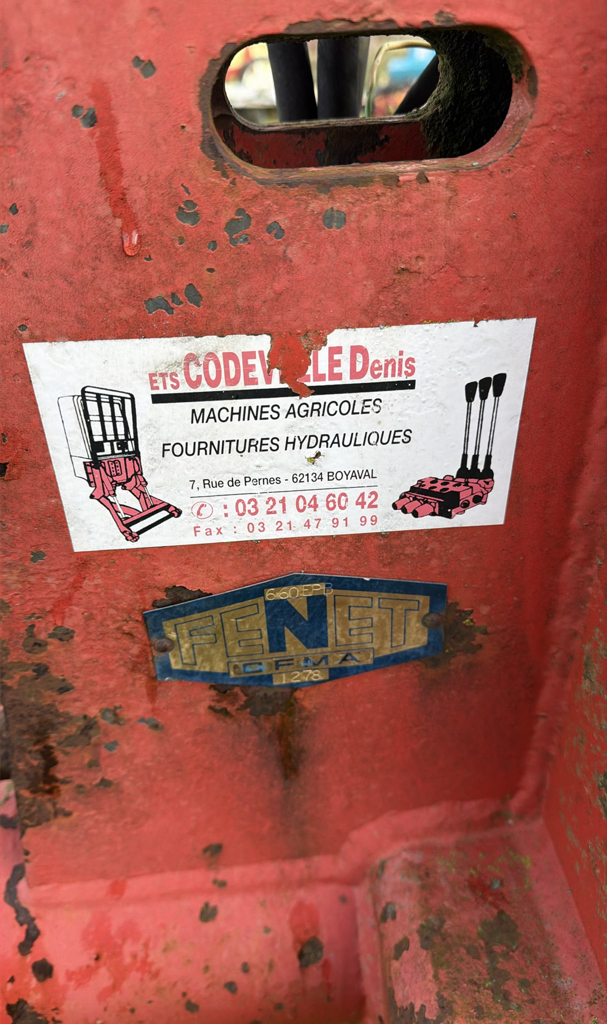 ETS CODEVILLE Denis
MACHINES AGRICOLES
FOURNITURES HYDRAULIQUES
7, Rue de Pernes - 62134 BOYAVAL
✆ : 03 21 04 60 42
Fax : 03 21 47 91 99
FENET
CFMA
1278